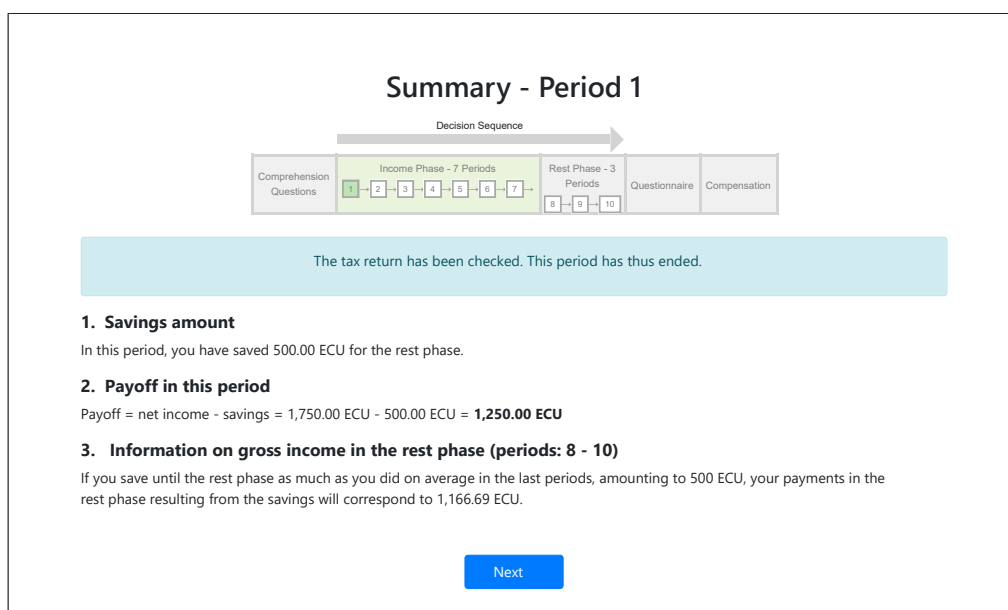 Summary - Period 1
Decision Sequence
Comprehension
Questions
Income Phase - 7 Periods
1 → 2 → 3 → 4 → 5 → 6 → 7 →
Rest Phase - 3
Periods
8 → 9 → 10
Questionnaire
Compensation
The tax return has been checked. This period has thus ended.
1. Savings amount
In this period, you have saved 500.00 ECU for the rest phase.
2. Payoff in this period
Payoff = net income - savings = 1,750.00 ECU - 500.00 ECU = 1,250.00 ECU
3. Information on gross income in the rest phase (periods: 8 - 10)
If you save until the rest phase as much as you did on average in the last periods, amounting to 500 ECU, your payments in the
rest phase resulting from the savings will correspond to 1,166.69 ECU.
Next